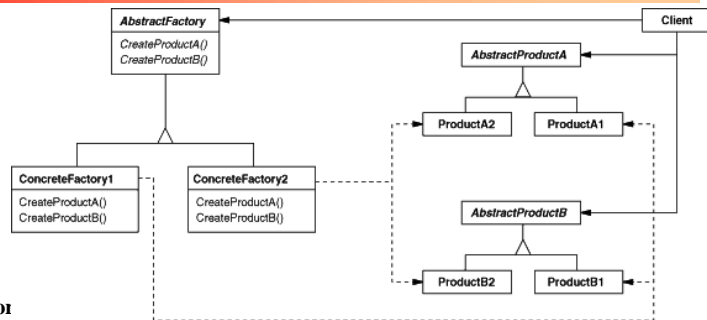 AbstractFactory
CreateProductA()
CreateProductB()
Client
AbstractProductA
ProductA2
ProductA1
ConcreteFactory1
CreateProductA()
CreateProductB()
ConcreteFactory2
CreateProductA()
CreateProductB()
AbstractProductB
ProductB2
ProductB1